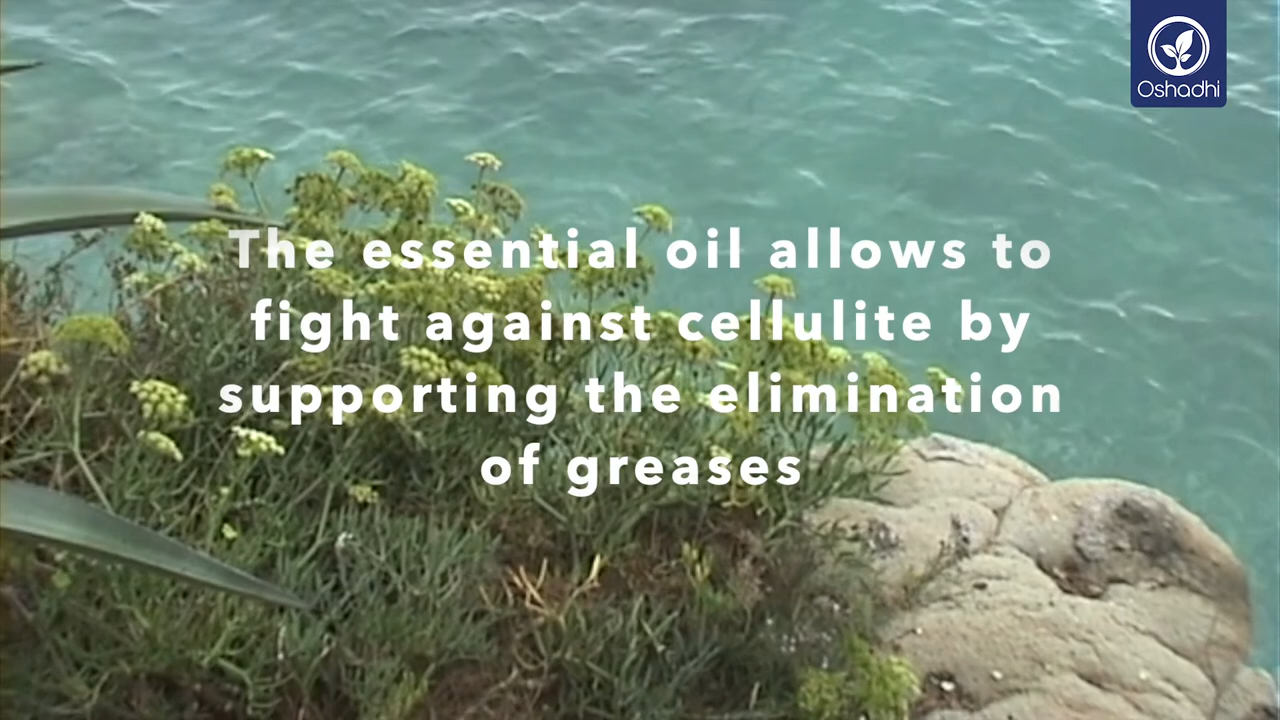 Oshadhi
The essential oil allows to
fight against cellulite by
supporting the elimination
of greases